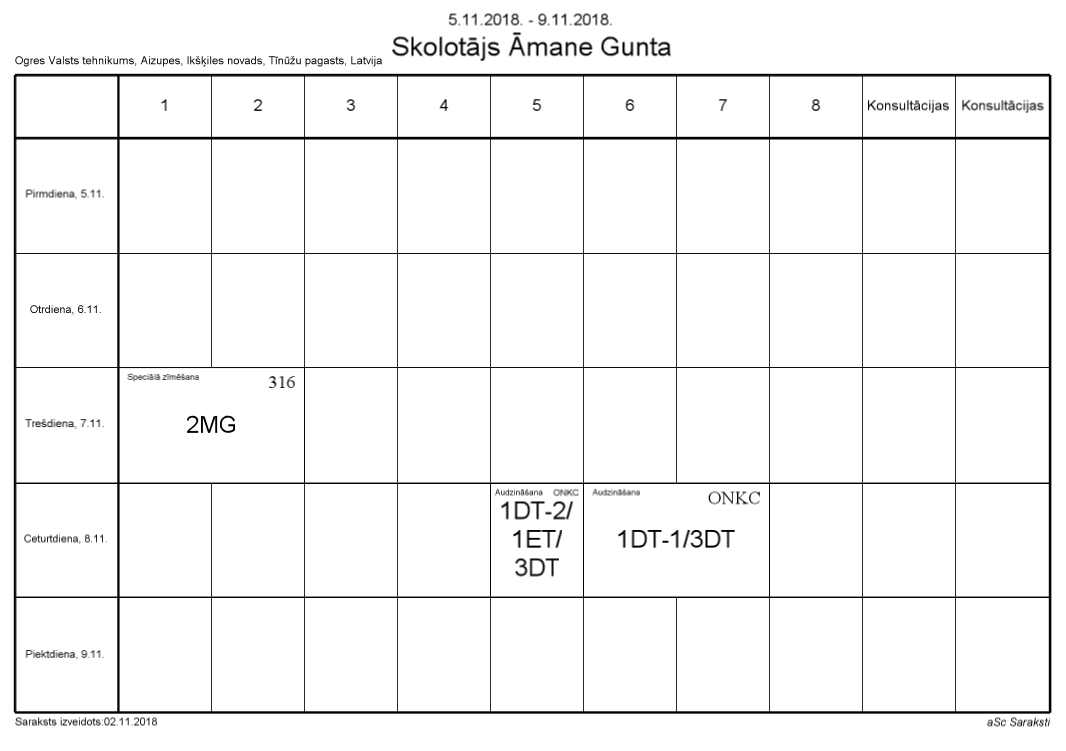 5.11.2018. - 9.11.2018.
Skolotājs Āmane Gunta
Ogres Valsts tehnikums, Aizupes, Ikšķiles novads, Tīnūžu pagasts, Latvija
1 2 3 4 5 6 7 8 Konsultācijas Konsultācijas
Pirmdiena, 5.11.
Otrdiena, 6.11.
Trešdiena, 7.11.
Speciālā zīmēšana 316
2MG
Ceturtdiena, 8.11.
Audzināšana ONKC
1DT-2/
1ET/
3DT
Audzināšana ONKC
1DT-1/3DT
Piektdiena, 9.11.
Saraksts izveidots:02.11.2018
aSc Saraksti